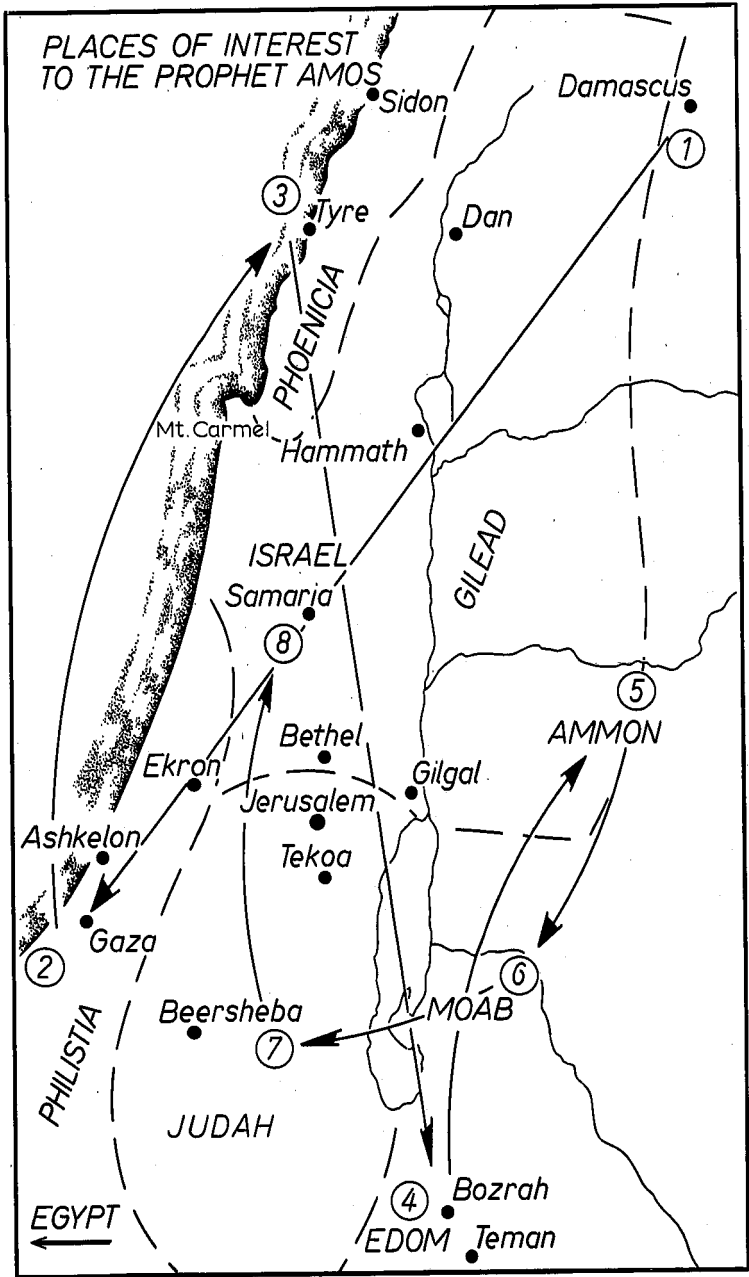 PLACES OF INTEREST
TO THE PROPHET AMOS
Sidon
Damascus
1
3
Tyre
Dan
PHOENICIA
Mt. Carmel
Hammath
GILEAD
ISRAEL
Samaria
8
5
AMMON
Bethel
Ekron
Gilgal
Jerusalem
Ashkelon
Tekoa
Gaza
2
6
MOAB
Beersheba
7
PHILISTIA
JUDAH
4
Bozrah
EGYPT
EDOM
Teman